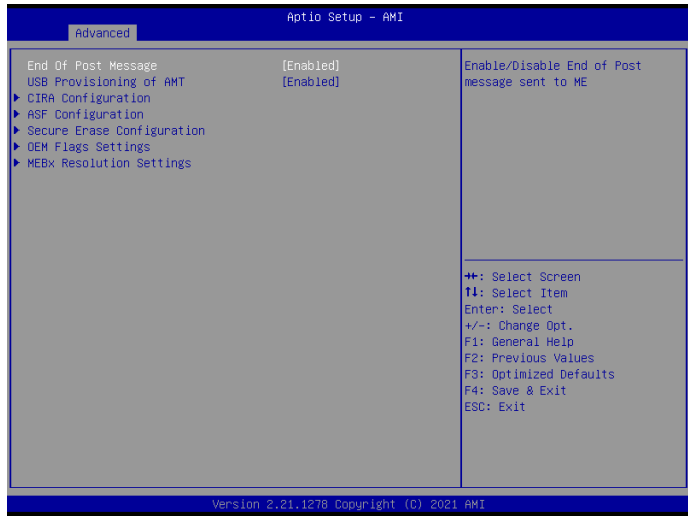 Aptio Setup – AMI
Advanced
End Of Post Message [Enabled]
USB Provisioning of AMT [Enabled]
CIRA Configuration
ASF Configuration
Secure Erase Configuration
OEM Flags Settings
MEBx Resolution Settings
Enable/Disable End of Post
message sent to ME
→←: Select Screen
↑↓: Select Item
Enter: Select
+/-: Change Opt.
F1: General Help
F2: Previous Values
F3: Optimized Defaults
F4: Save & Exit
ESC: Exit
Version 2.21.1278 Copyright (C) 2021 AMI